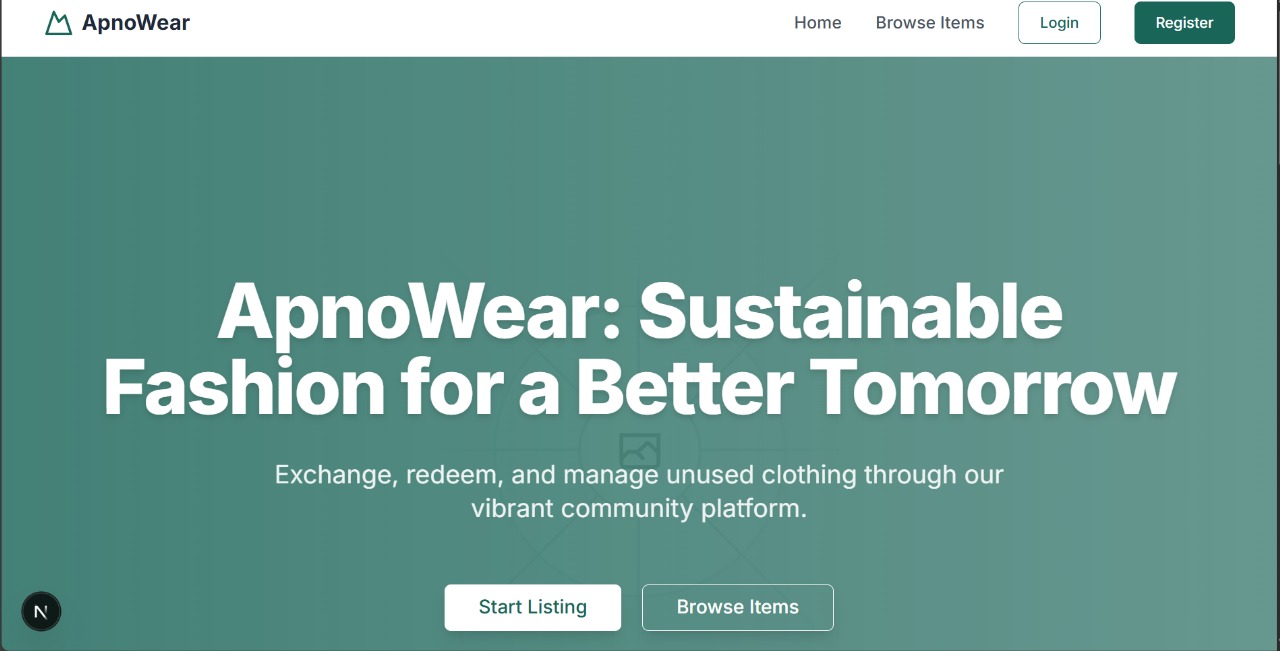 ApnoWear
Home
Browse Items
Login
Register
ApnoWear: Sustainable
Fashion for a Better Tomorrow
Exchange, redeem, and manage unused clothing through our
vibrant community platform.
Start Listing
Browse Items
N